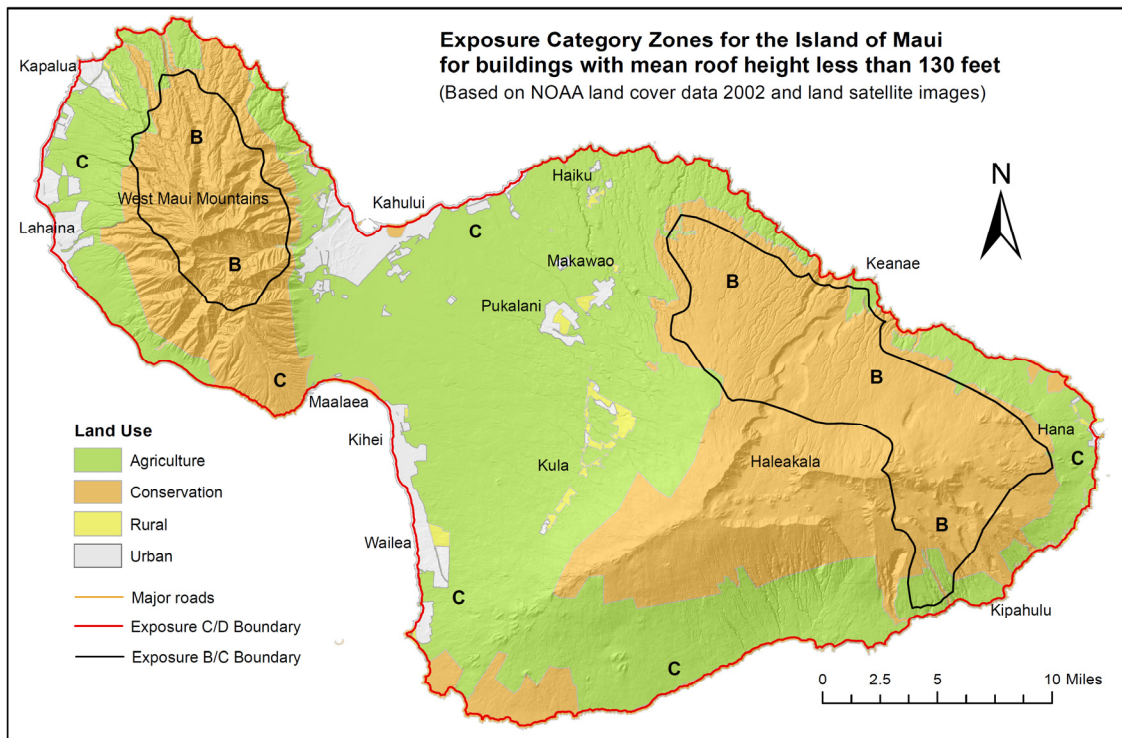 Exposure Category Zones for the Island of Maui
for buildings with mean roof height less than 130 feet
(Based on NOAA land cover data 2002 and land satellite images)
Kapalua
B
C
West Maui Mountains
Lahaina
B
C
Kahului
Haiku
C
Makawao
Pukalani
N
Keanae
B
B
Maalaea
Kihei
Kula
Haleakala
Hana
C
B
Wailea
C
Kipahulu
C
Land Use
Agriculture
Conservation
Rural
Urban
Major roads
Exposure C/D Boundary
Exposure B/C Boundary
0 2.5 5 10 Miles